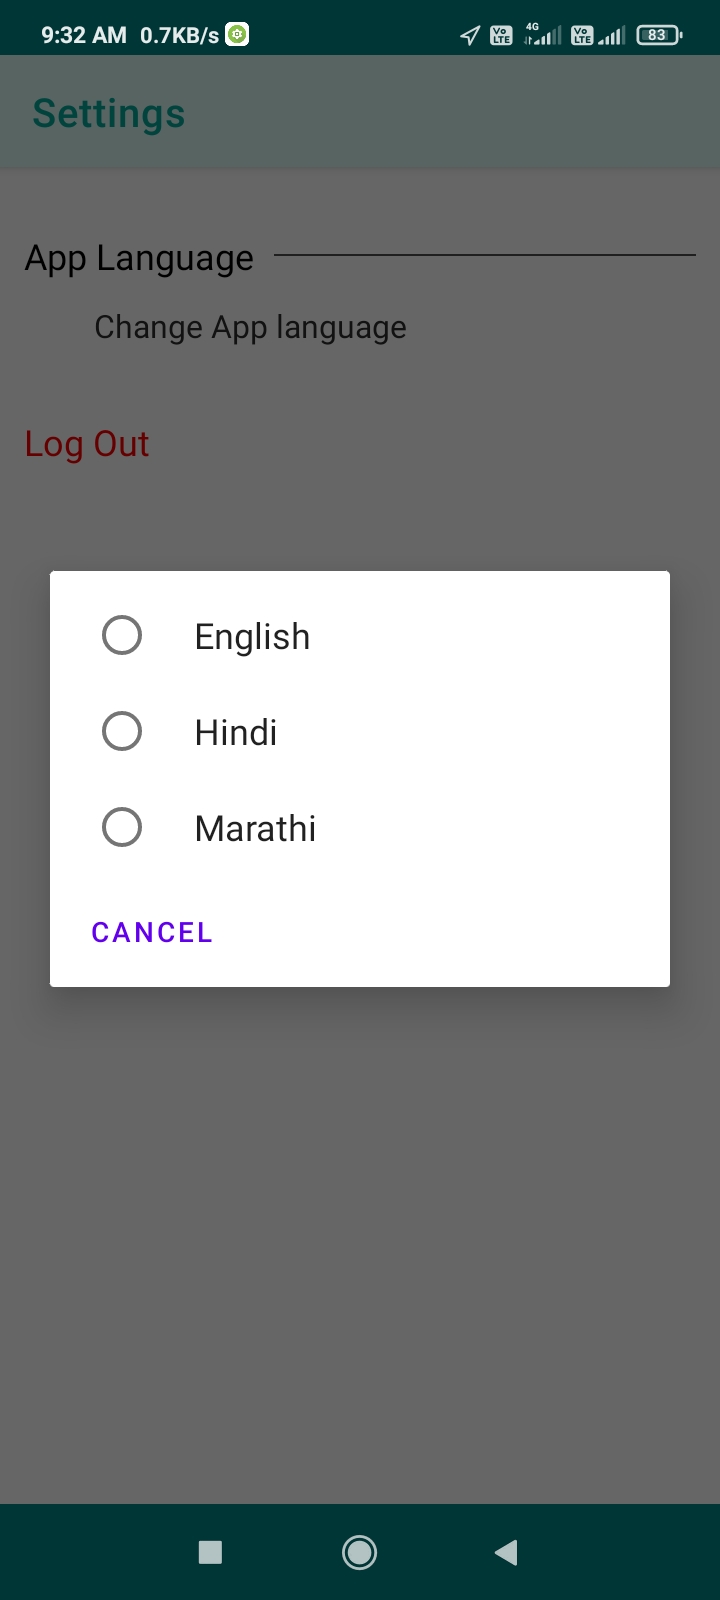 9:32 AM 0.7KB/s Vo LTE 4G Vo LTE 83
Settings
App Language
Change App language
Log Out
English
Hindi
Marathi
CANCEL